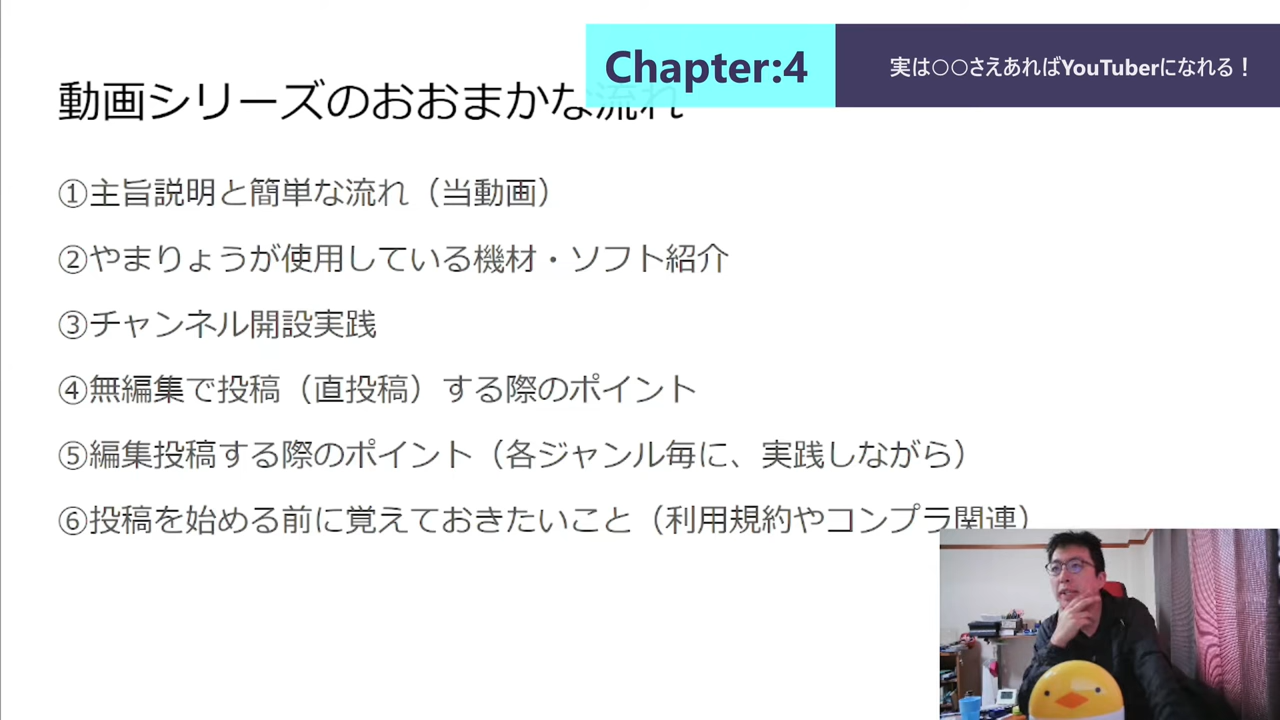 Chapter:4
実は○○さえあればYouTuberになれる！
動画シリーズのおおまかな流れ
①主旨説明と簡単な流れ（当動画）
②やまりょうが使用している機材・ソフト紹介
③チャンネル開設実践
④無編集で投稿（直投稿）する際のポイント
⑤編集投稿する際のポイント（各ジャンル毎に、実践しながら）
⑥投稿を始める前に覚えておきたいこと（利用規約やコンプラ関連）